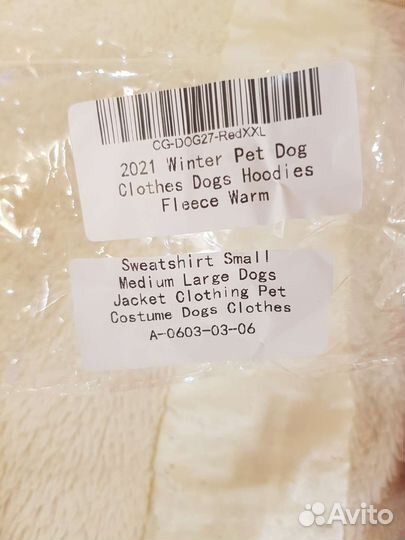 CG-DOG27-RedXXL
2021 Winter Pet Dog
Clothes Dogs Hoodies
Fleece Warm
Sweatshirt Small
Medium Large Dogs
Jacket Clothing Pet
Costume Dogs Clothes
A-0603-03-06
Avito